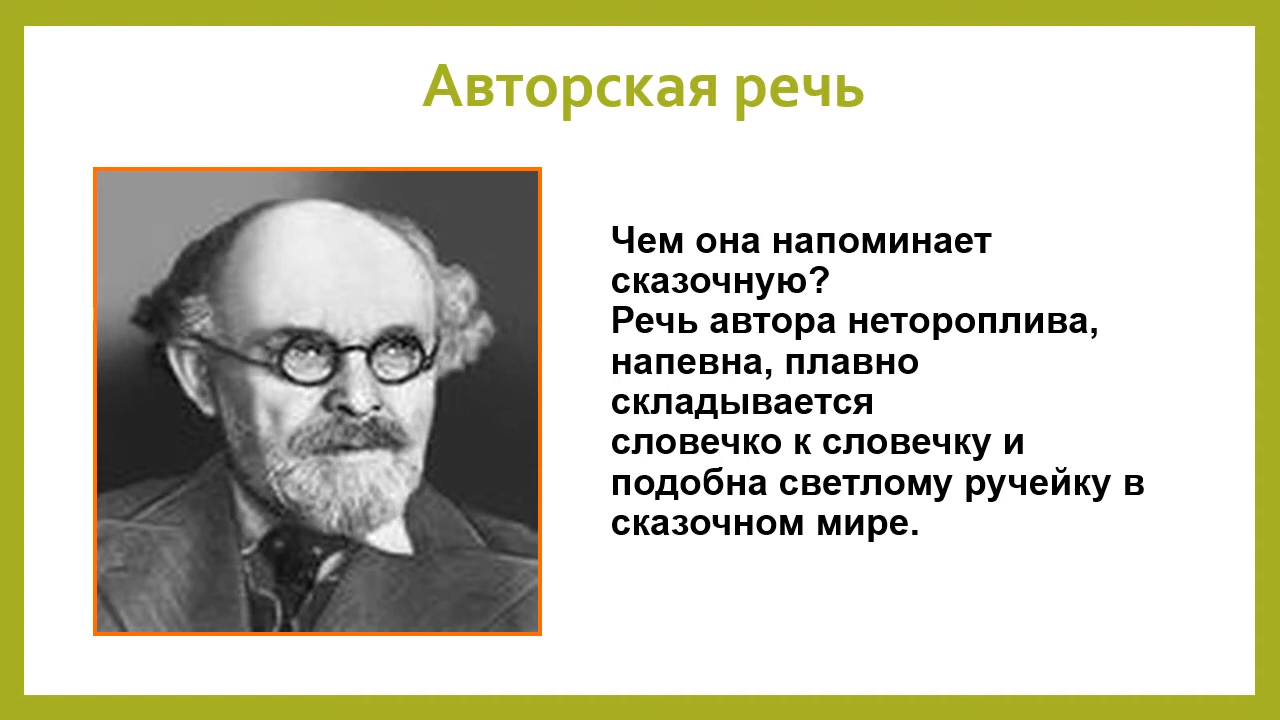 Авторская речь
Чем она напоминает
сказочную?
Речь автора нетороплива,
напевна, плавно
складывается
словечко к словечку и
подобна светлому ручейку в
сказочном мире.